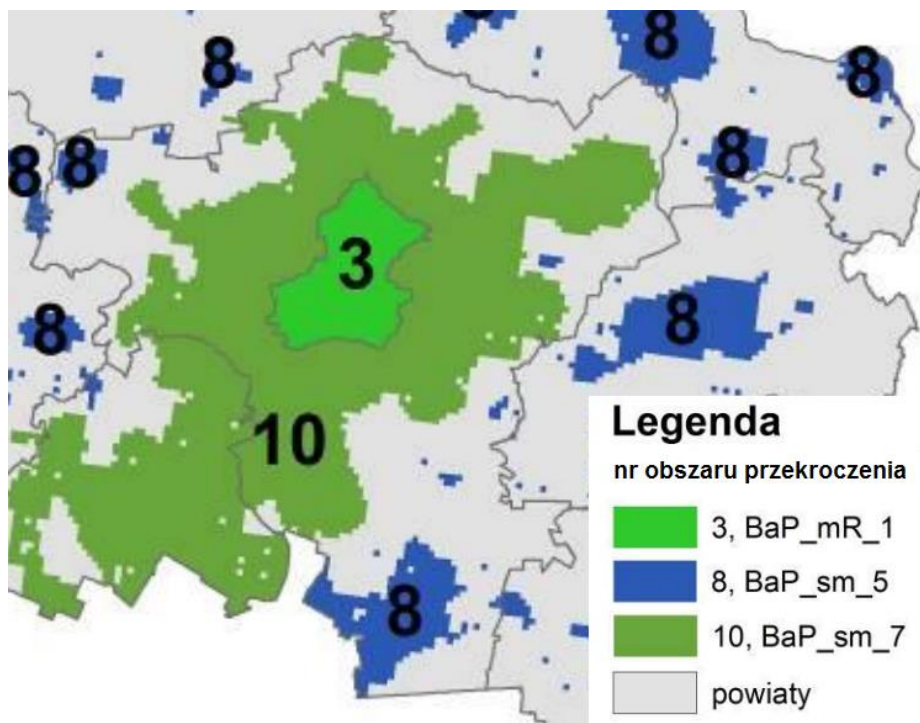 8
8
8
8
8
8
8
3
8
8
10
8
Legenda
nr obszaru przekroczenia
3, BaP_mR_1
8, BaP_sm_5
10, BaP_sm_7
powiaty